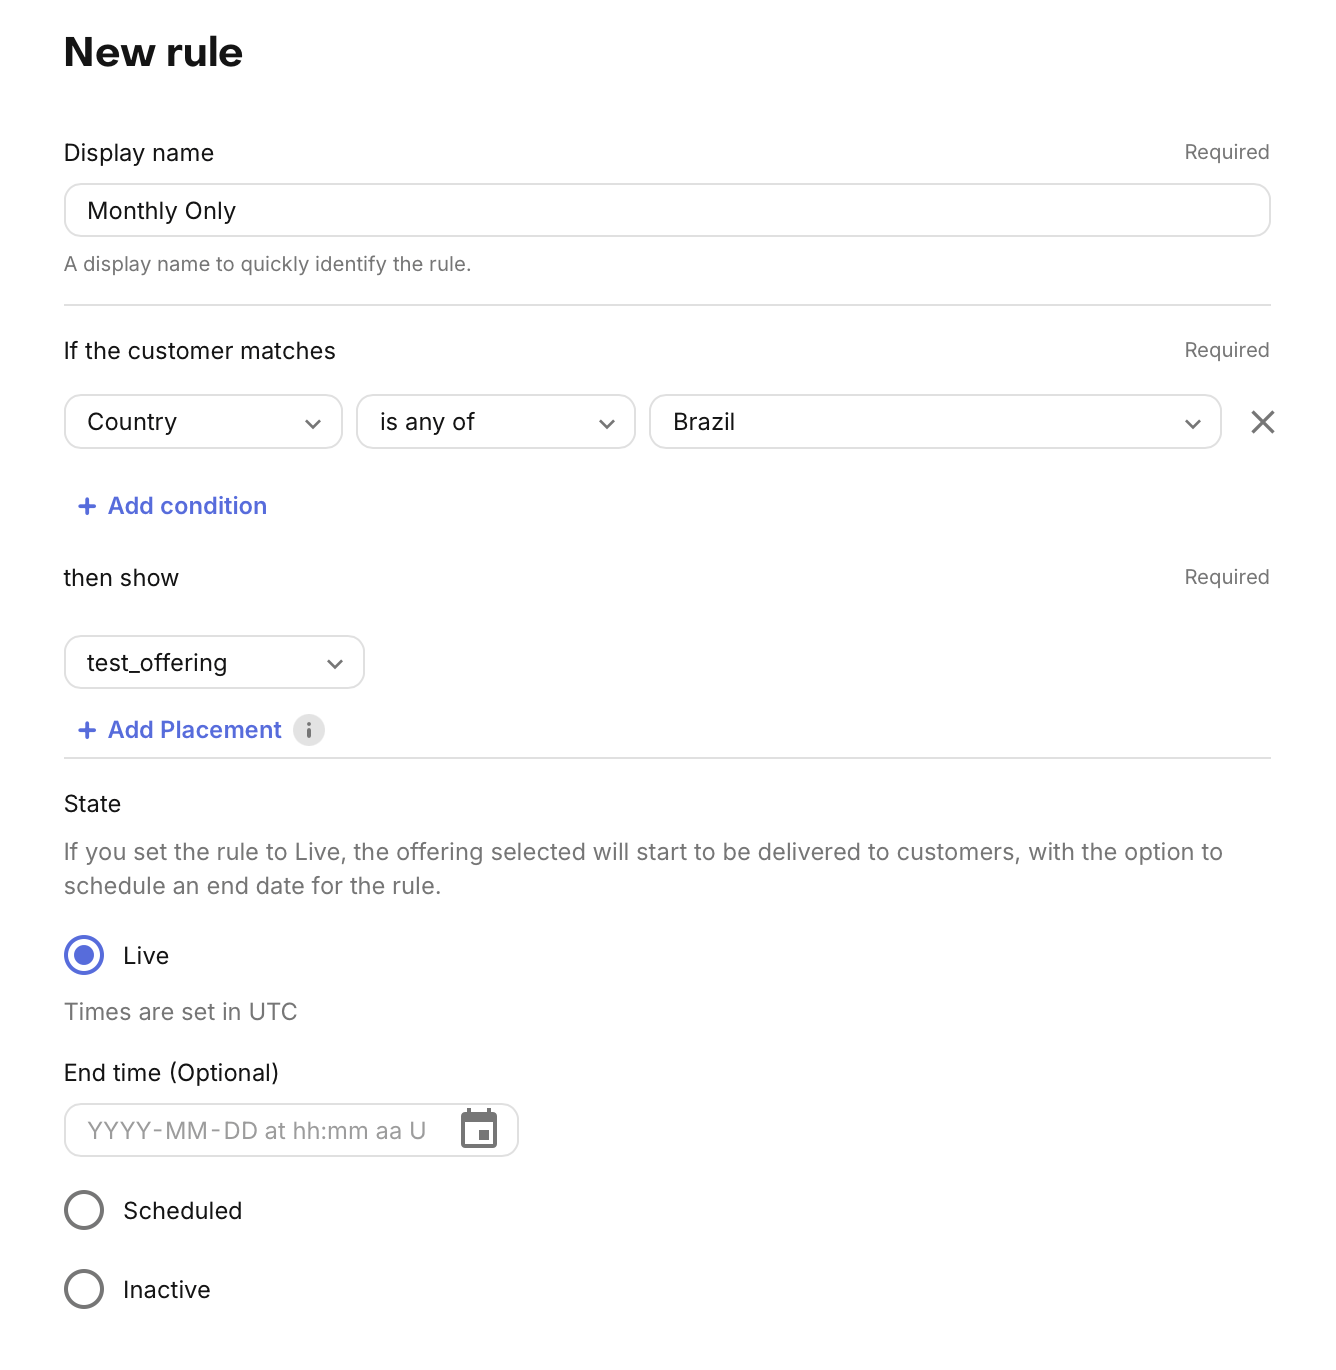 New rule
Display name
Required
Monthly Only
A display name to quickly identify the rule.
If the customer matches
Required
Country
is any of
Brazil
+ Add condition
then show
Required
test_offering
+ Add Placement
State
If you set the rule to Live, the offering selected will start to be delivered to customers, with the option to
schedule an end date for the rule.
Live
Times are set in UTC
End time (Optional)
YYYY-MM-DD at hh:mm aa U
Scheduled
Inactive